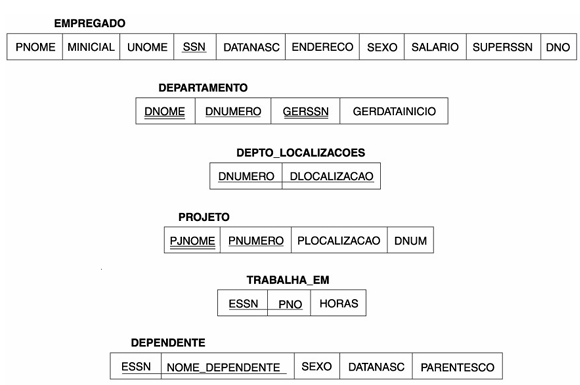 EMPREGADO
PNOME MINICIAL UNOME SSN DATANASC ENDERECO SEXO SALARIO SUPERSSN DNO
DEPARTAMENTO
DNOME DNUMERO GERSSN GERDATAINICIO
DEPTO_LOCALIZACOES
DNUMERO DLOCALIZACAO
PROJETO
PJNOME PNUMERO PLOCALIZACAO DNUM
TRABALHA_EM
ESSN PNO HORAS
DEPENDENTE
ESSN NOME_DEPENDENTE SEXO DATANASC PARENTESCO